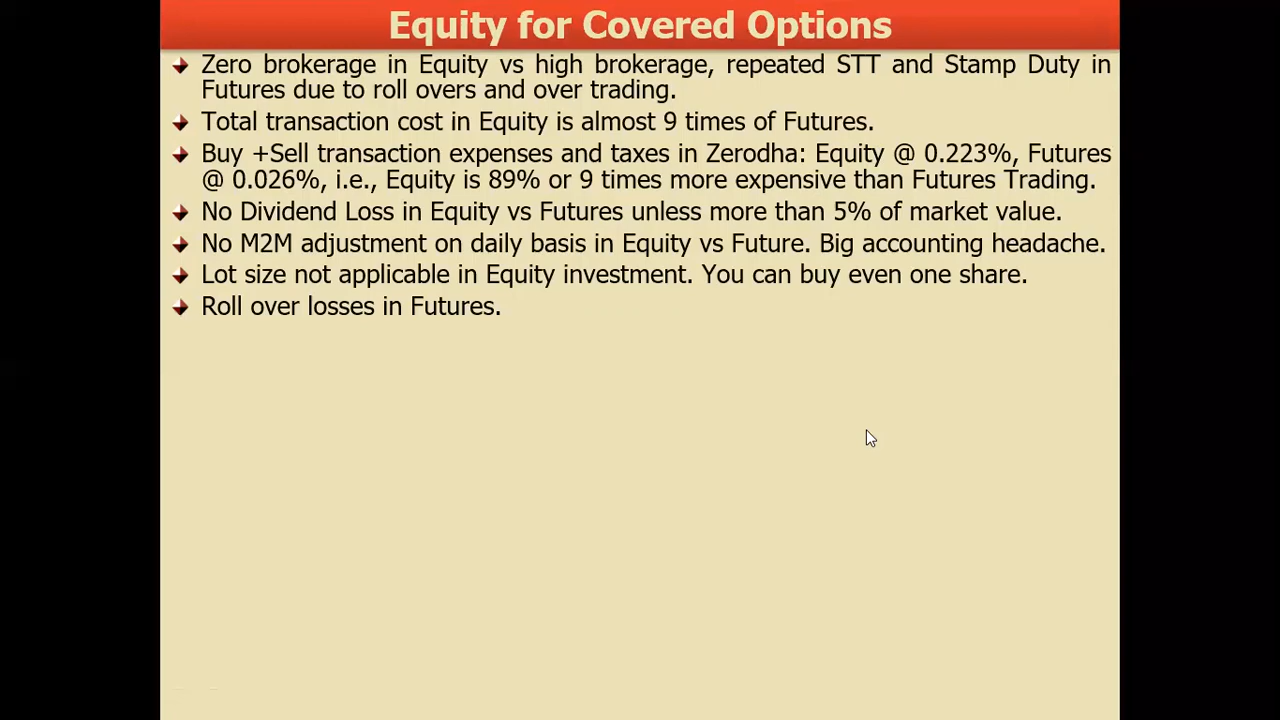 Equity for Covered Options
Zero brokerage in Equity vs high brokerage, repeated STT and Stamp Duty in
Futures due to roll overs and over trading.
Total transaction cost in Equity is almost 9 times of Futures.
Buy +Sell transaction expenses and taxes in Zerodha: Equity @ 0.223%, Futures
@ 0.026%, i.e., Equity is 89% or 9 times more expensive than Futures Trading.
No Dividend Loss in Equity vs Futures unless more than 5% of market value.
No M2M adjustment on daily basis in Equity vs Future. Big accounting headache.
Lot size not applicable in Equity investment. You can buy even one share.
Roll over losses in Futures.